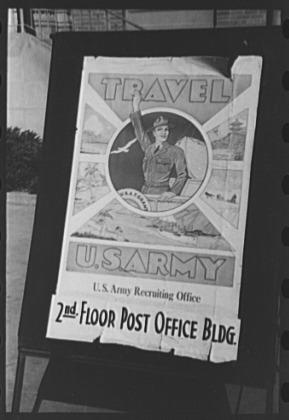 TRAVEL
U.S.ARMY
U. S. Army Recruiting Office
2nd. FLOOR POST OFFICE BLDG.